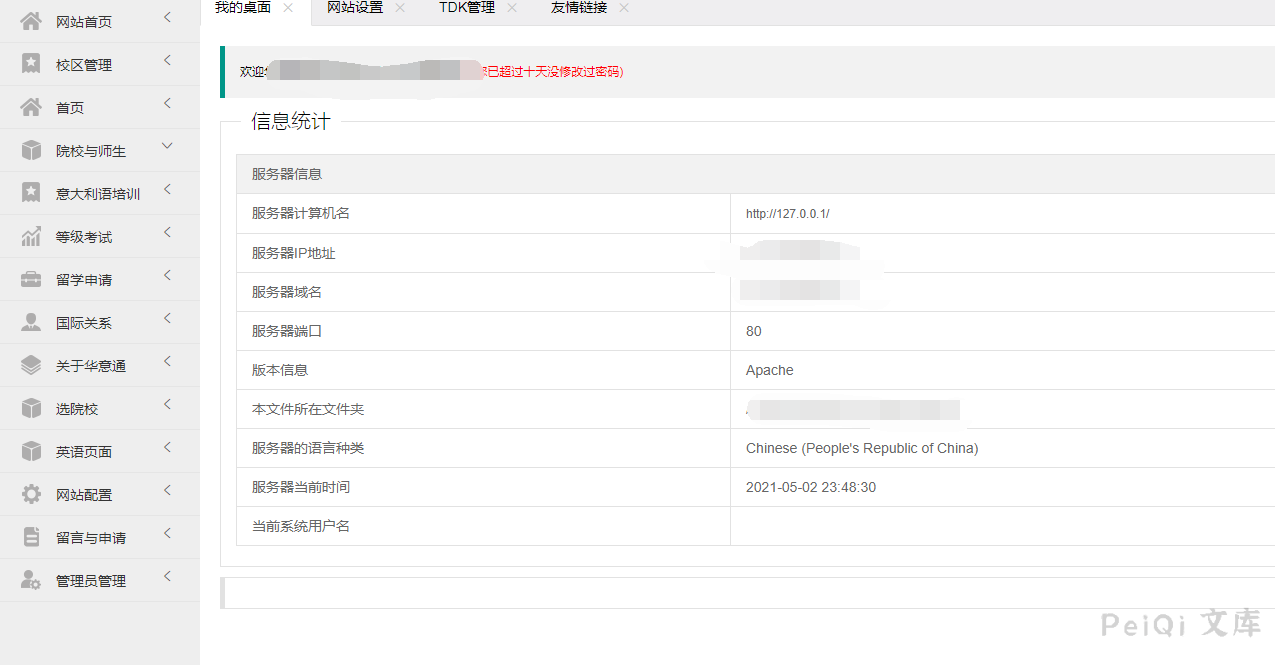 我的桌面 网站设置 TDK管理 友情链接
网站首页
校区管理
首页
院校与师生
意大利语培训
等级考试
留学申请
国际关系
关于华意通
选院校
英语页面
网站配置
留言与申请
管理员管理
欢迎 已超过十天没修改过密码)
信息统计
服务器信息
服务器计算机名 http://127.0.0.1/
服务器IP地址
服务器域名
服务器端口 80
版本信息 Apache
本文件所在文件夹
服务器的语言种类 Chinese (People's Republic of China)
服务器当前时间 2021-05-02 23:48:30
当前系统用户名
PeiQi 文库